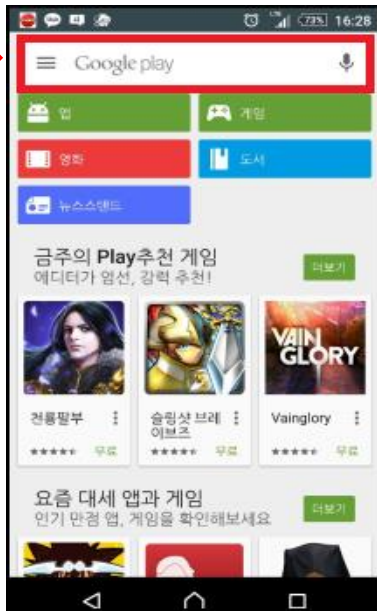 73% 16:28
Google play
앱
게임
영화
도서
뉴스스탠드
금주의 Play추천 게임
에디터가 엄선, 강력 추천!
더보기
VAIN
GLORY
천룡팔부
슬링샷 브레
이브즈
Vainglory
무료
무료
무료
요즘 대세 앱과 게임
인기 만점 앱, 게임을 확인해보세요
더보기